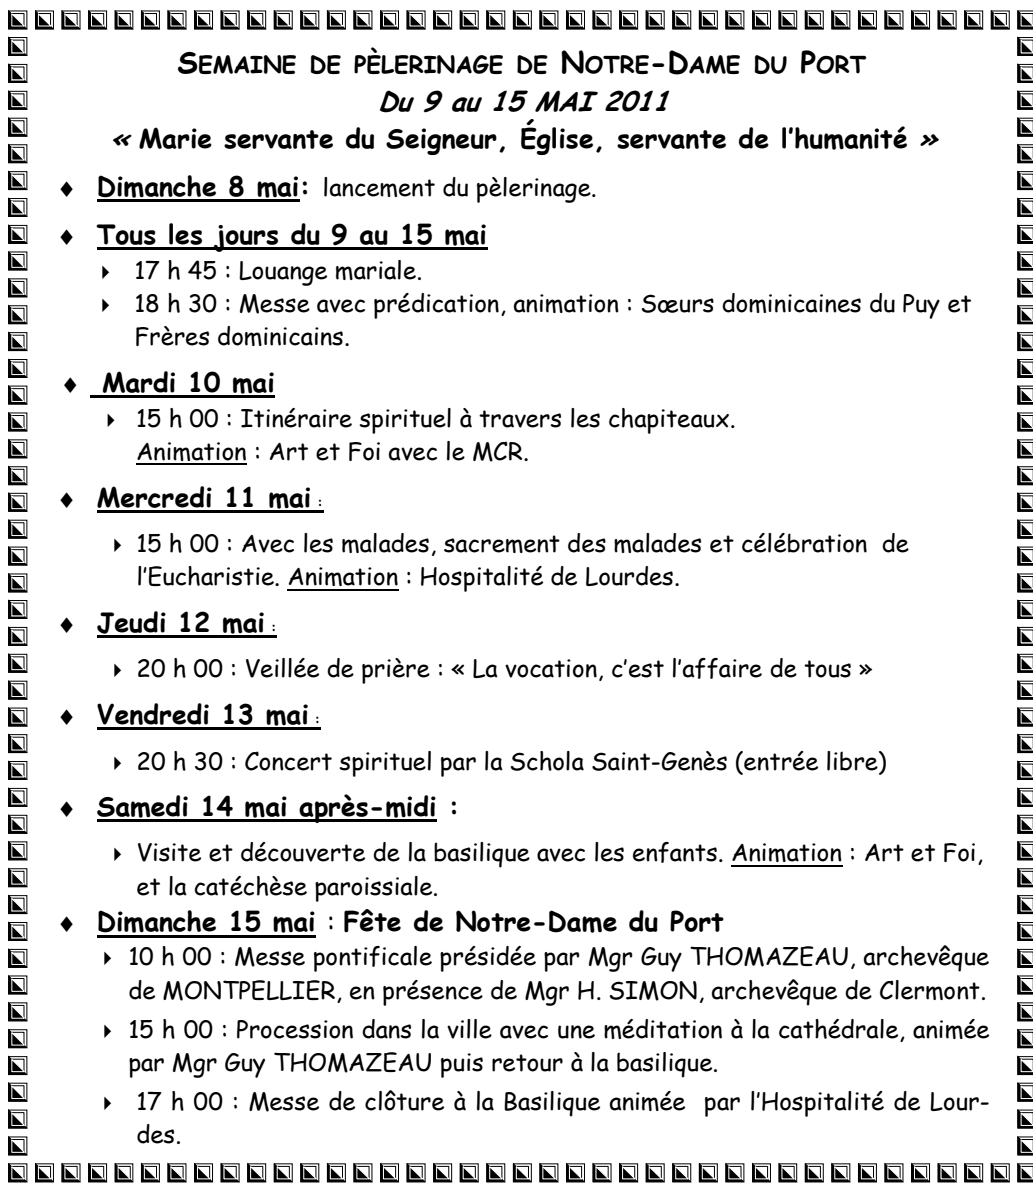 SEMAINE DE PÈLERINAGE DE NOTRE-DAME DU PORT
Du 9 au 15 MAI 2011
« Marie servante du Seigneur, Église, servante de l'humanité »
♦ Dimanche 8 mai: lancement du pèlerinage.
♦ Tous les jours du 9 au 15 mai
17 h 45 : Louange mariale.
18 h 30 : Messe avec prédication, animation : Sœurs dominicaines du Puy et
Frères dominicains.
♦ Mardi 10 mai
15 h 00 : Itinéraire spirituel à travers les chapiteaux.
Animation : Art et Foi avec le MCR.
♦ Mercredi 11 mai :
15 h 00 : Avec les malades, sacrement des malades et célébration de
l'Eucharistie. Animation : Hospitalité de Lourdes.
♦ Jeudi 12 mai :
20 h 00 : Veillée de prière : « La vocation, c'est l'affaire de tous »
♦ Vendredi 13 mai :
20 h 30 : Concert spirituel par la Schola Saint-Genès (entrée libre)
♦ Samedi 14 mai après-midi :
Visite et découverte de la basilique avec les enfants. Animation : Art et Foi,
et la catéchèse paroissiale.
♦ Dimanche 15 mai : Fête de Notre-Dame du Port
10 h 00 : Messe pontificale présidée par Mgr Guy THOMAZEAU, archevêque
de MONTPELLIER, en présence de Mgr H. SIMON, archevêque de Clermont.
15 h 00 : Procession dans la ville avec une méditation à la cathédrale, animée
par Mgr Guy THOMAZEAU puis retour à la basilique.
17 h 00 : Messe de clôture à la Basilique animée par l'Hospitalité de Lour-
des.